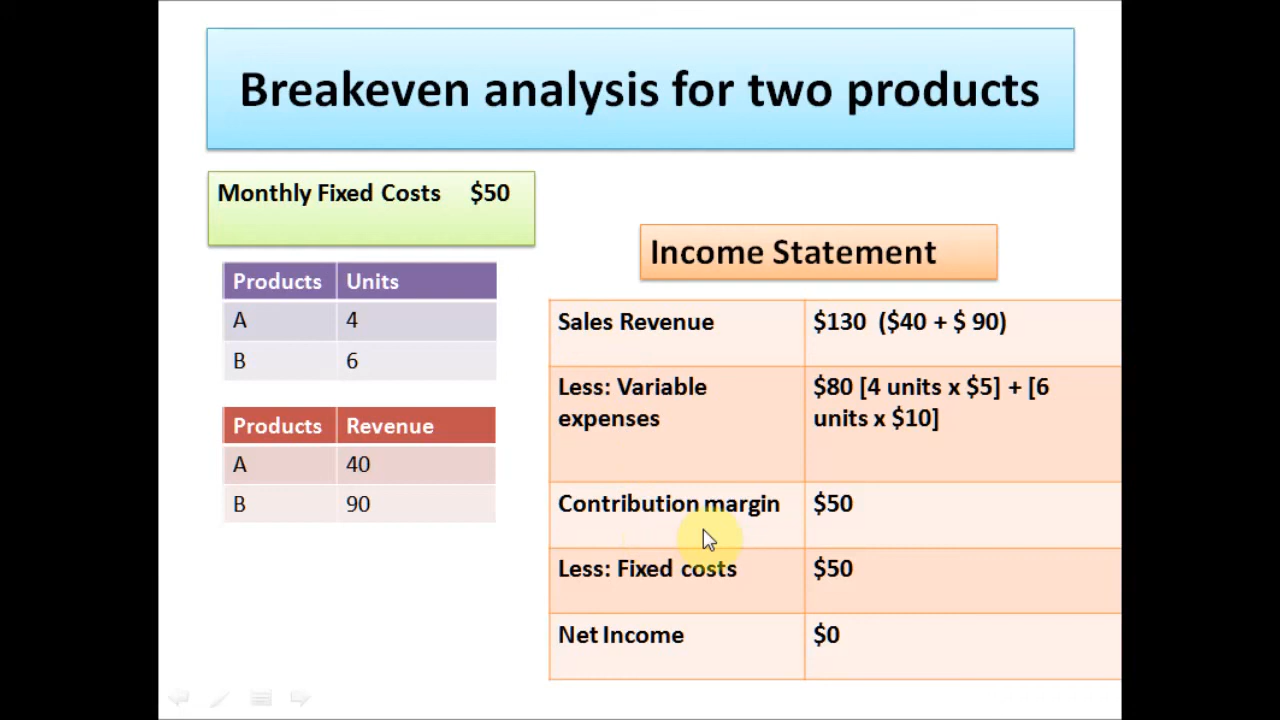 Breakeven analysis for two products
Monthly Fixed Costs $50
Products Units
A 4
B 6
Products Revenue
A 40
B 90
Income Statement
Sales Revenue $130 ($40 + $ 90)
Less: Variable expenses $80 [4 units x $5] + [6 units x $10]
Contribution margin $50
Less: Fixed costs $50
Net Income $0